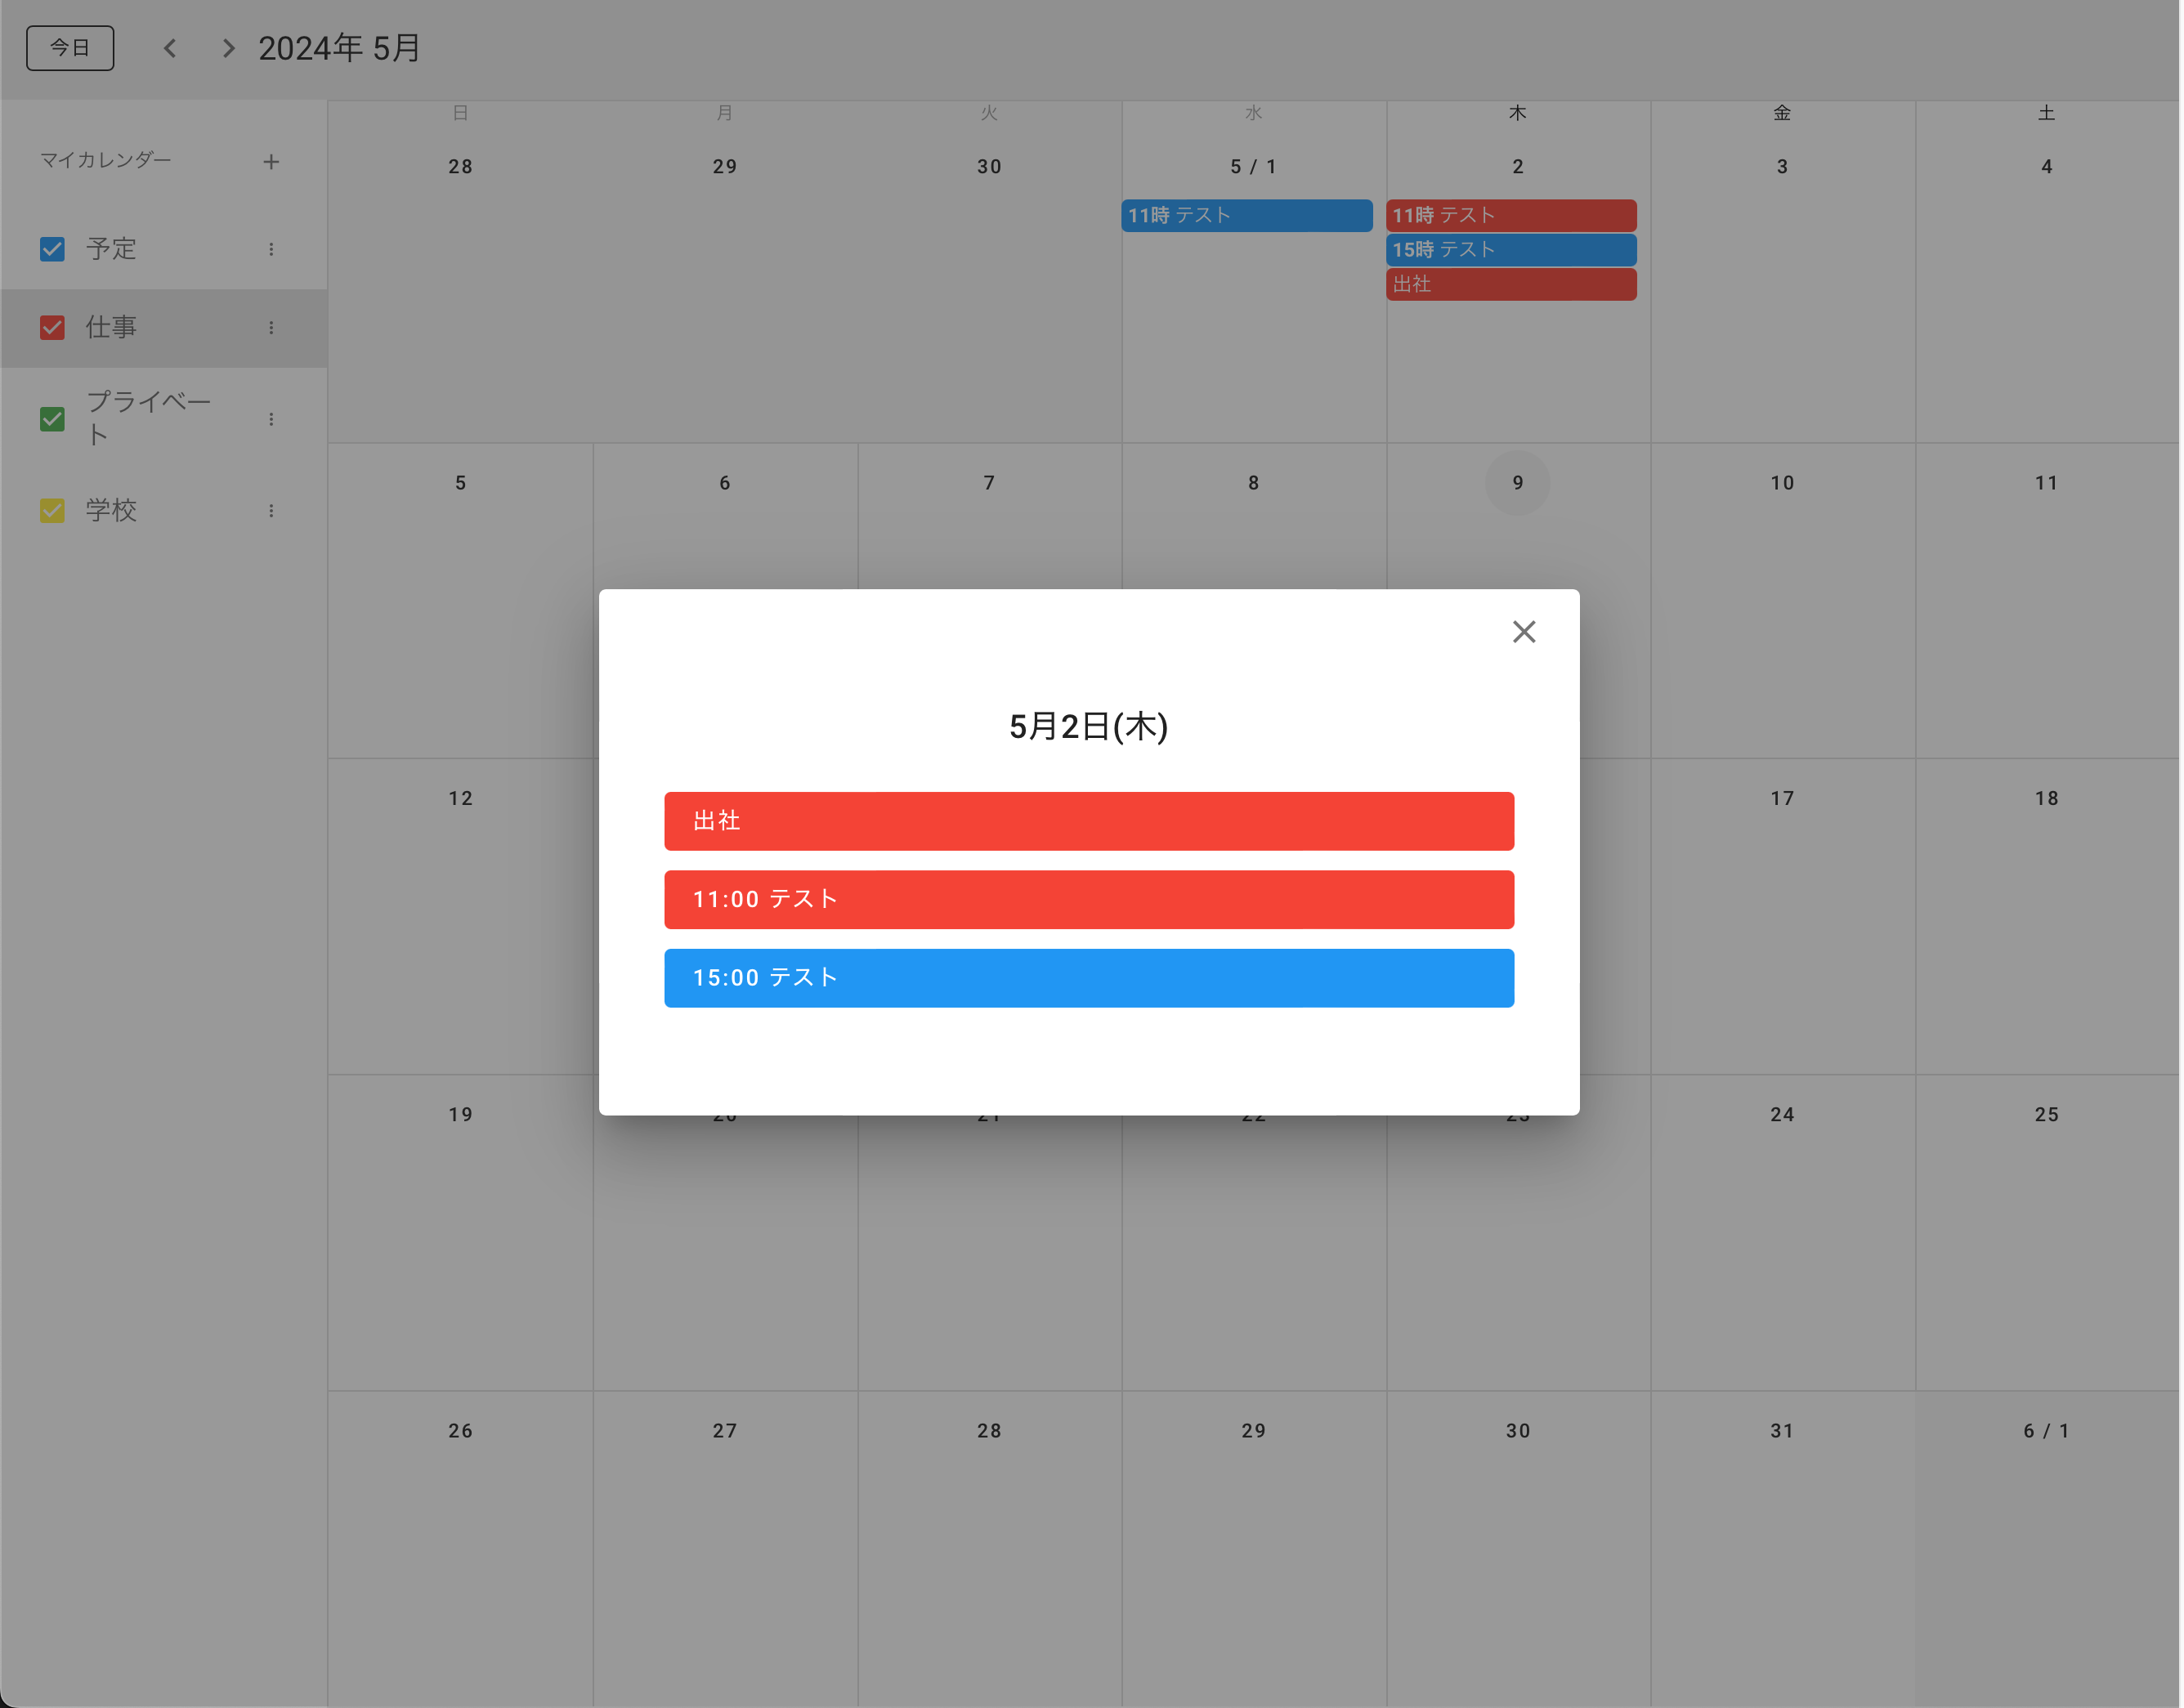 今日
2024年 5月
マイカレンダー
予定
仕事
プライベー
ト
学校
日 月 火 水 木 金 土
28 29 30 5 / 1 2 3 4
11時 テスト 11時 テスト
15時 テスト
出社
5 6 7 8 9 10 11
5月2日(木)
出社
11:00 テスト
15:00 テスト
12 17 18
19 20 21 22 23 24 25
26 27 28 29 30 31 6 / 1